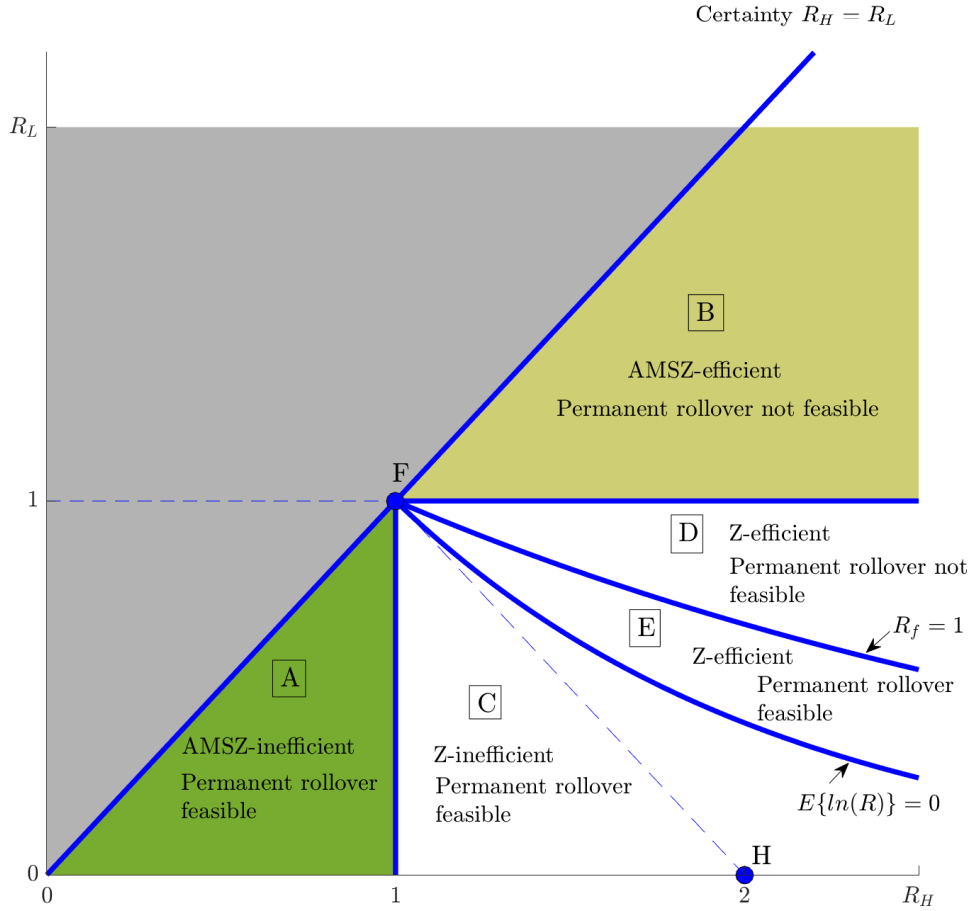 Certainty R_H = R_L
R_L
B
AMSZ-efficient
Permanent rollover not feasible
F
1
D
Z-efficient
Permanent rollover not
feasible
R_f = 1
E
Z-efficient
Permanent rollover
feasible
A
C
AMSZ-inefficient
Permanent rollover
feasible
Z-inefficient
Permanent rollover
feasible
E{ln(R)} = 0
H
0
0
1
2
R_H